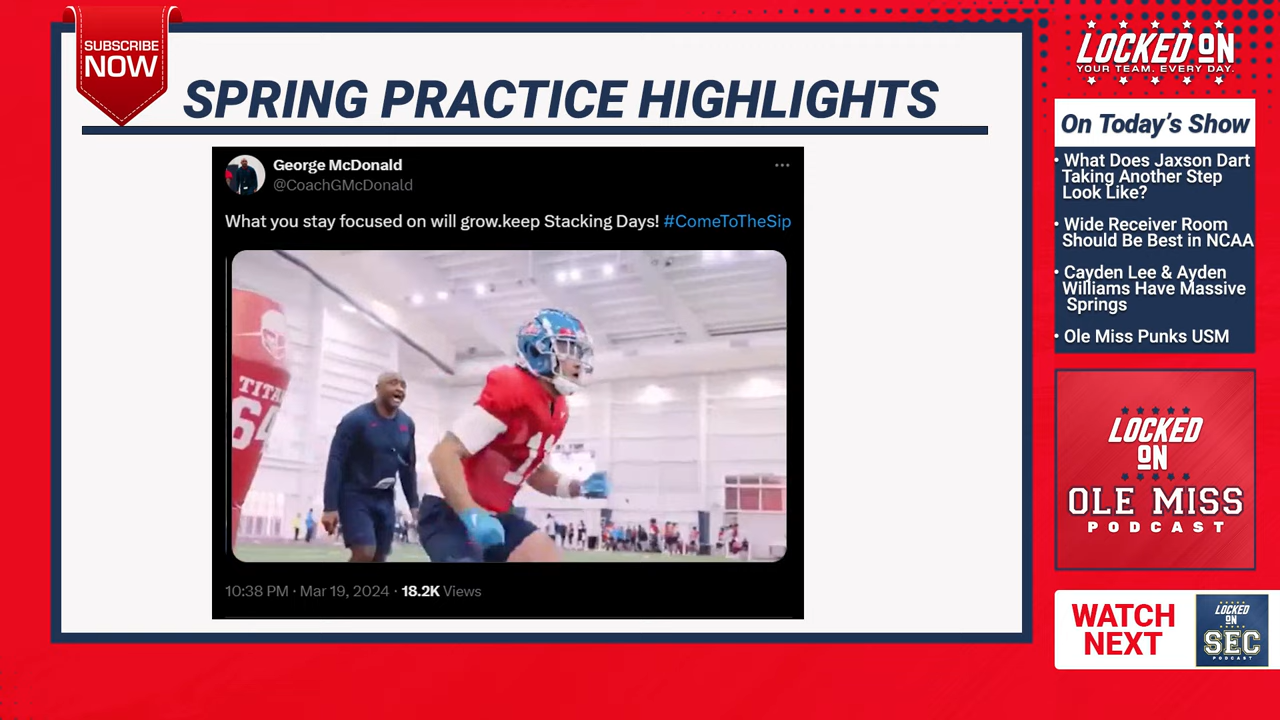 SUBSCRIBE
NOW
SPRING PRACTICE HIGHLIGHTS
George McDonald
@CoachGMcDonald
What you stay focused on will grow.keep Stacking Days! #ComeToTheSip
TITA
64
10:38 PM · Mar 19, 2024 · 18.2K Views
LOCKED ON
YOUR TEAM. EVERY DAY.
On Today's Show
• What Does Jaxson Dart
Taking Another Step
Look Like?
• Wide Receiver Room
Should Be Best in NCAA
• Cayden Lee & Ayden
Williams Have Massive
Springs
• Ole Miss Punks USM
LOCKED
ON
OLE MISS
PODCAST
WATCH
NEXT
LOCKED
ON
SEC
PODCAST